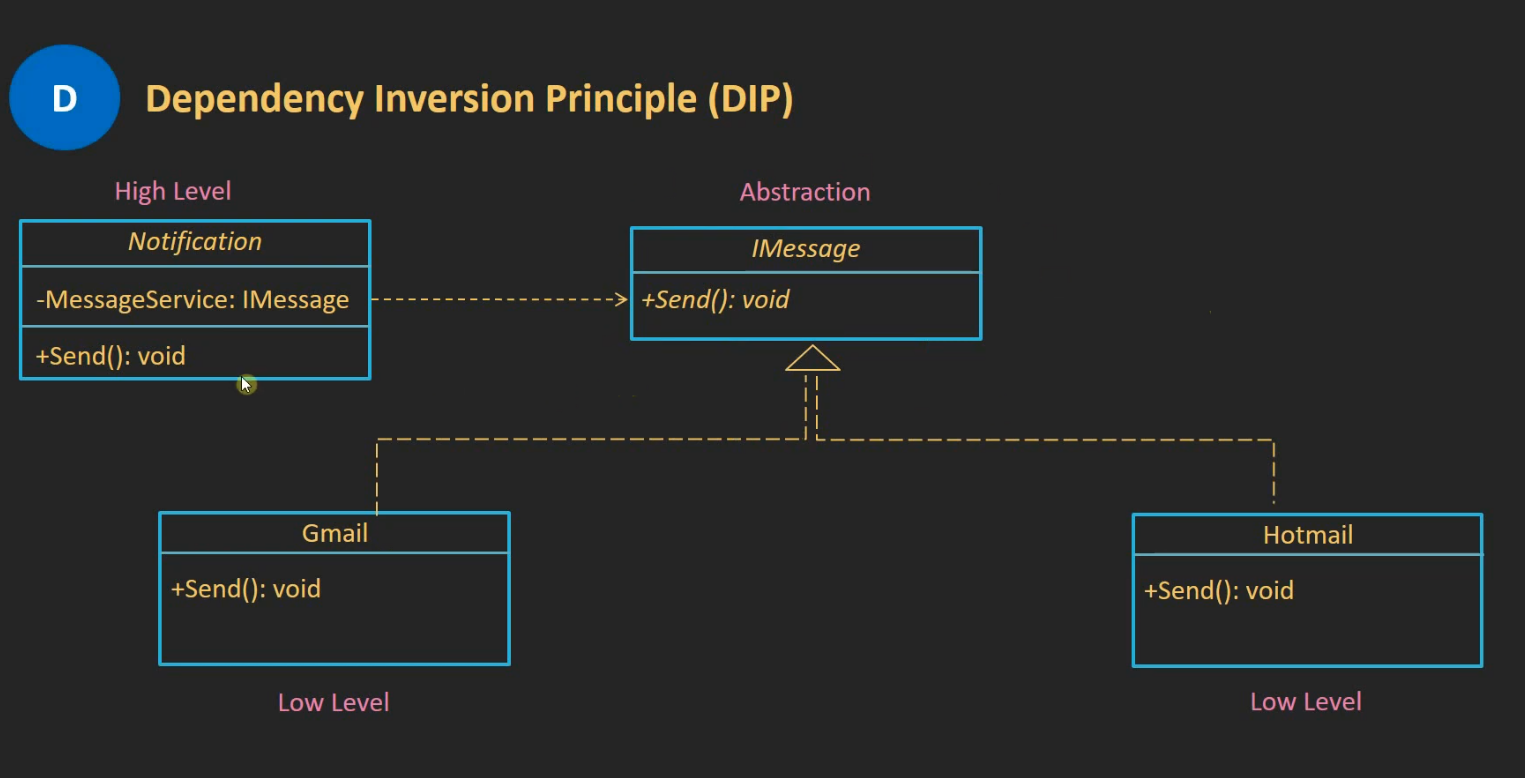 D
Dependency Inversion Principle (DIP)
High Level
Notification
-MessageService: IMessage
+Send(): void
Abstraction
IMessage
+Send(): void
Gmail
+Send(): void
Low Level
Hotmail
+Send(): void
Low Level